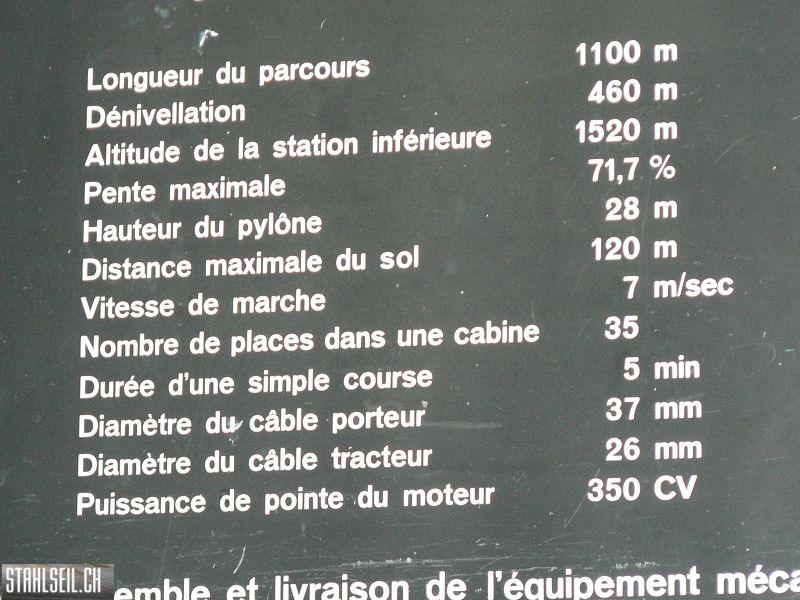 Longueur du parcours 1100 m
Dénivellation 460 m
Altitude de la station inférieure 1520 m
Pente maximale 71,7 %
Hauteur du pylône 28 m
Distance maximale du sol 120 m
Vitesse de marche 7 m/sec
Nombre de places dans une cabine 35
Durée d'une simple course 5 min
Diamètre du câble porteur 37 mm
Diamètre du câble tracteur 26 mm
Puissance de pointe du moteur 350 CV
et livraison de l'équipement
STAHLSEIL.CH